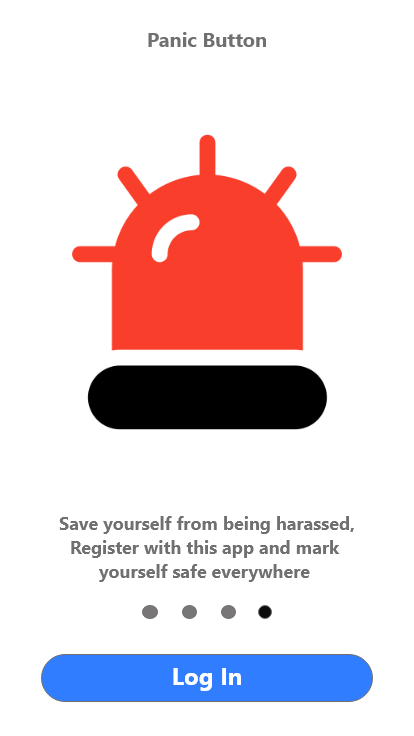 Panic Button
Save yourself from being harassed,
Register with this app and mark
yourself safe everywhere
Log In